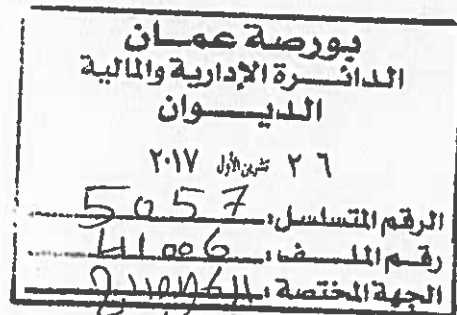 بورصة عمان
الدائرة الإدارية والمالية
الديوان
٢٦ تشرين الأول ٢٠١٧
الرقم المتسلسل: 5057
رقم الملف: 41006
الجهة المختصة: